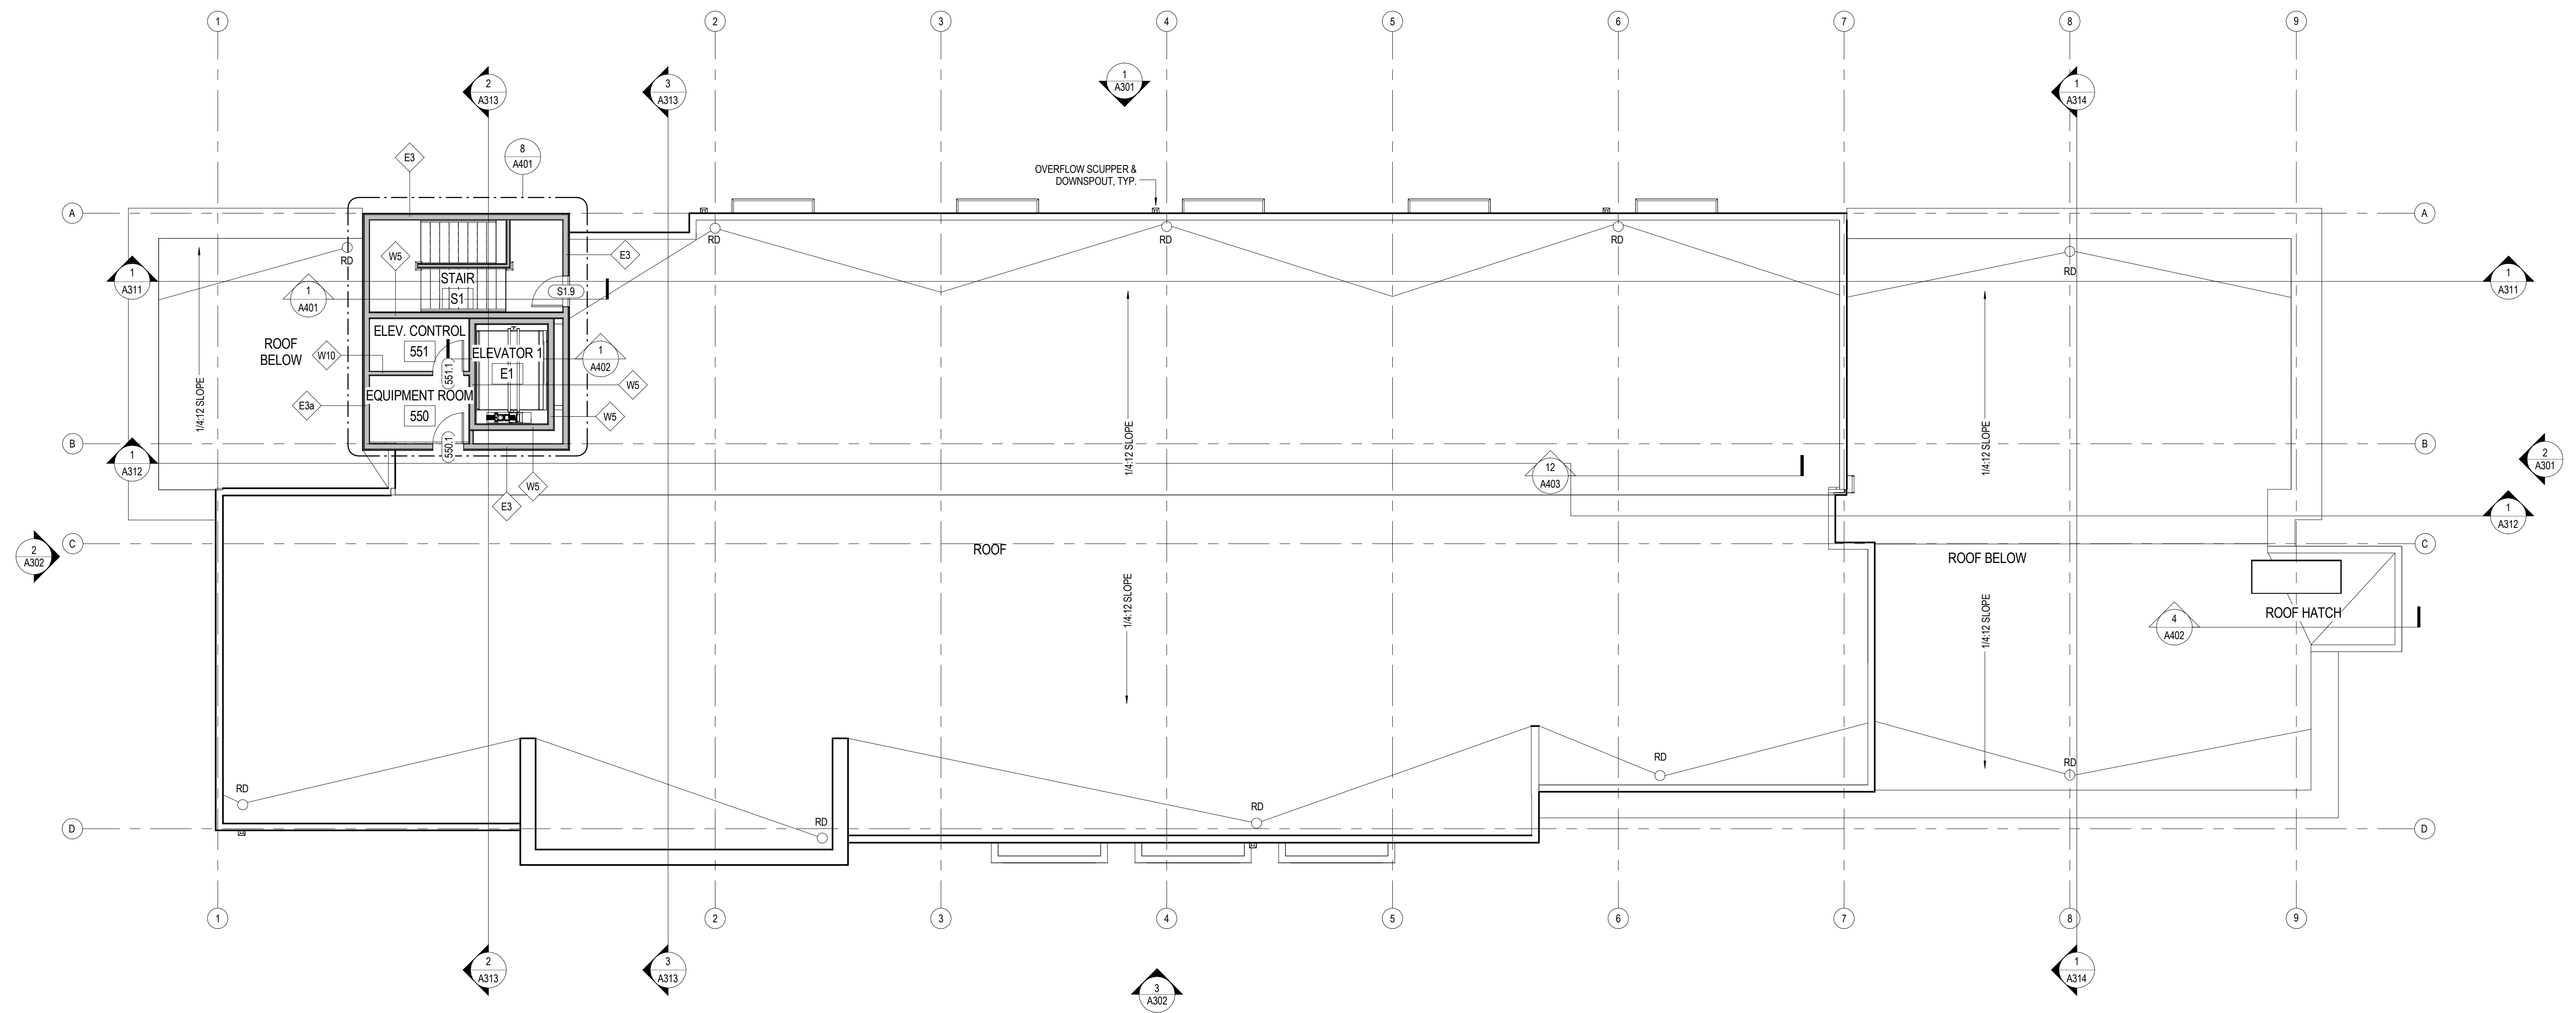 1
2
3
4
5
6
7
8
9
2
A313
3
A313
1
A301
1
A314
8
A401
E3
OVERFLOW SCUPPER &
DOWNSPOUT, TYP.
A
A
RD
RD
RD
RD
RD
W5
E3
STAIR
S1
S1.9
1
A311
1
A311
1
A401
ELEV. CONTROL
551
551.1
ELEVATOR 1
E1
1
A402
ROOF
BELOW
W10
W5
EQUIPMENT ROOM
550
550.1
E3a
W5
1/4:12 SLOPE
1/4:12 SLOPE
1/4:12 SLOPE
B
B
1
A312
12
A403
2
A301
W5
E3
1
A312
C
C
2
A302
ROOF
ROOF BELOW
1/4:12 SLOPE
1/4:12 SLOPE
ROOF HATCH
4
A402
RD
RD
RD
RD
RD
D
D
1
2
3
4
5
6
7
8
9
2
A313
3
A313
3
A302
1
A314